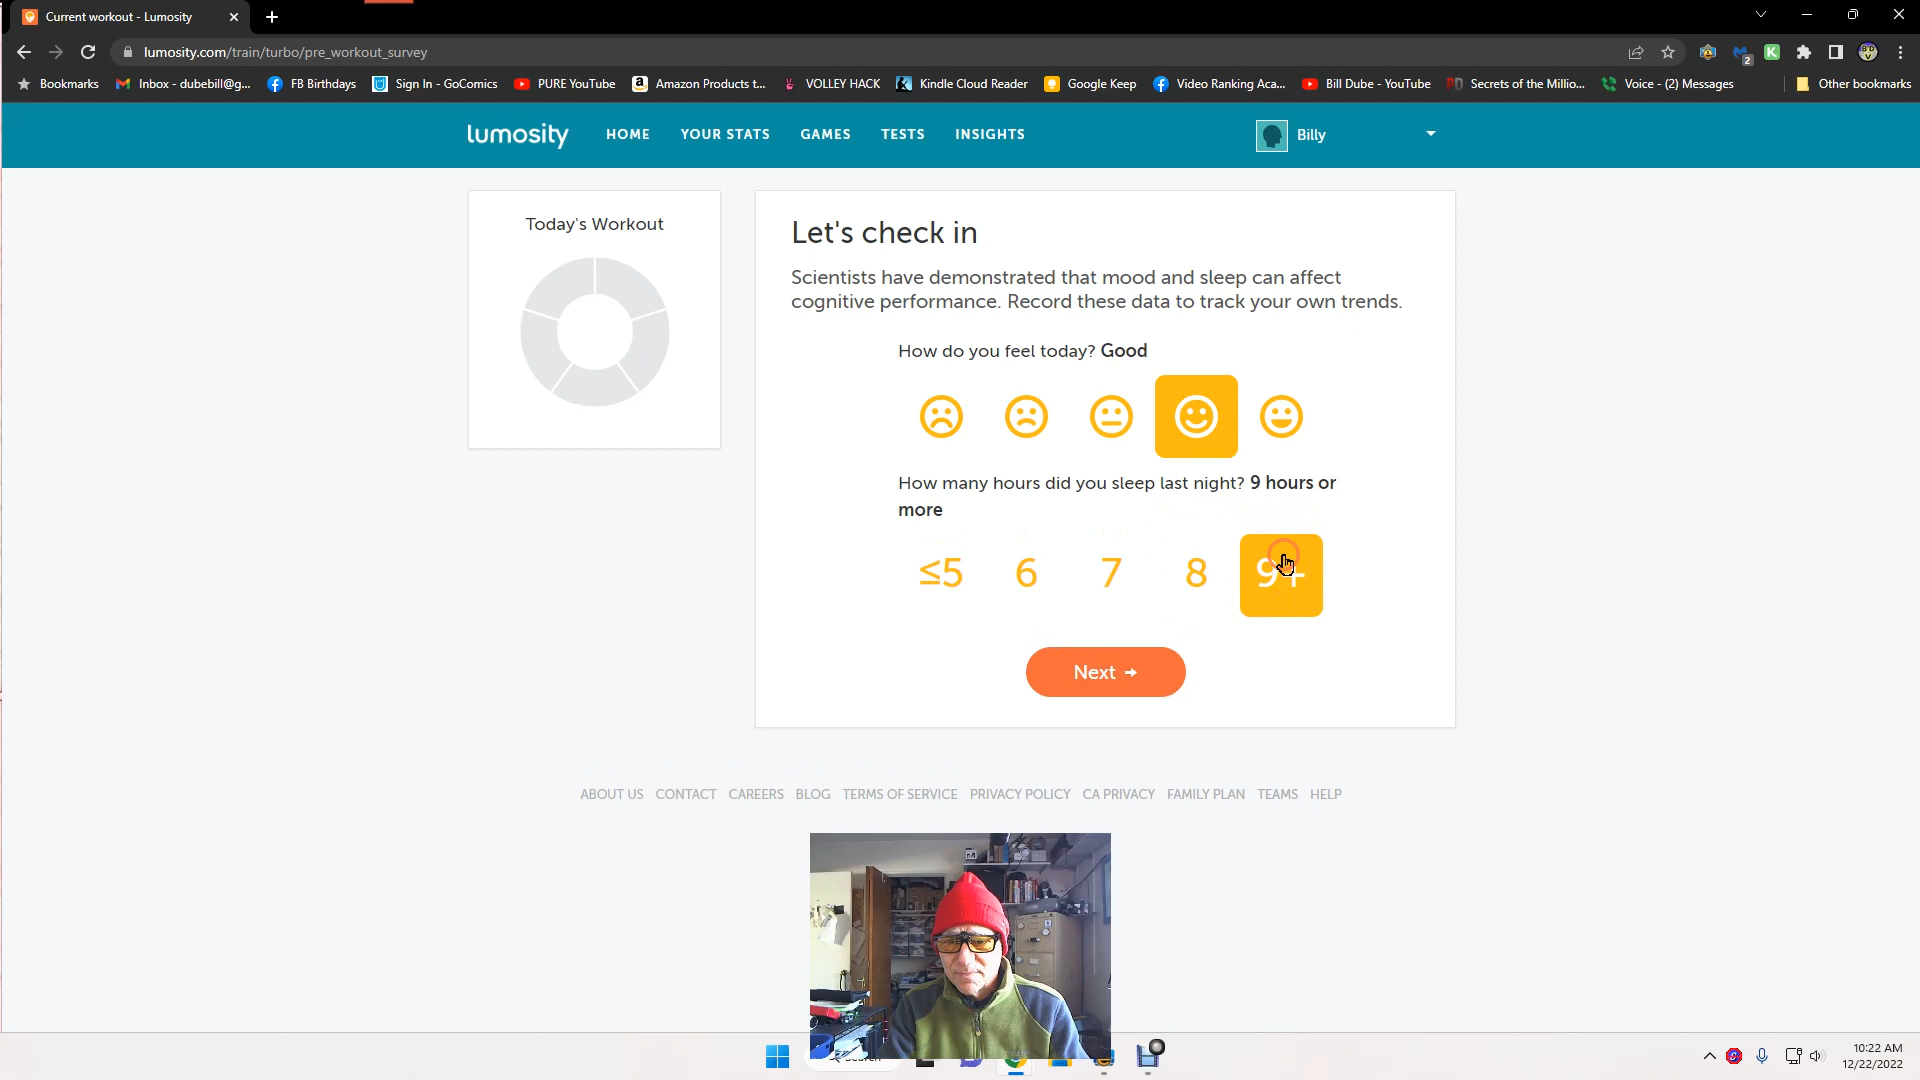 Current workout - Lumosity
lumosity.com/train/turbo/pre_workout_survey
Bookmarks
Inbox - dubebill@g...
FB Birthdays
Sign In - GoComics
PURE YouTube
Amazon Products t...
VOLLEY HACK
Kindle Cloud Reader
Google Keep
Video Ranking Aca...
Bill Dube - YouTube
Secrets of the Millio...
Voice - (2) Messages
Other bookmarks
lumosity
HOME
YOUR STATS
GAMES
TESTS
INSIGHTS
Billy
Today's Workout
Let's check in
Scientists have demonstrated that mood and sleep can affect
cognitive performance. Record these data to track your own trends.
How do you feel today? Good
How many hours did you sleep last night? 9 hours or
more
≤5 6 7 8 9+
Next →
ABOUT US CONTACT CAREERS BLOG TERMS OF SERVICE PRIVACY POLICY CA PRIVACY FAMILY PLAN TEAMS HELP
10:22 AM
12/22/2022